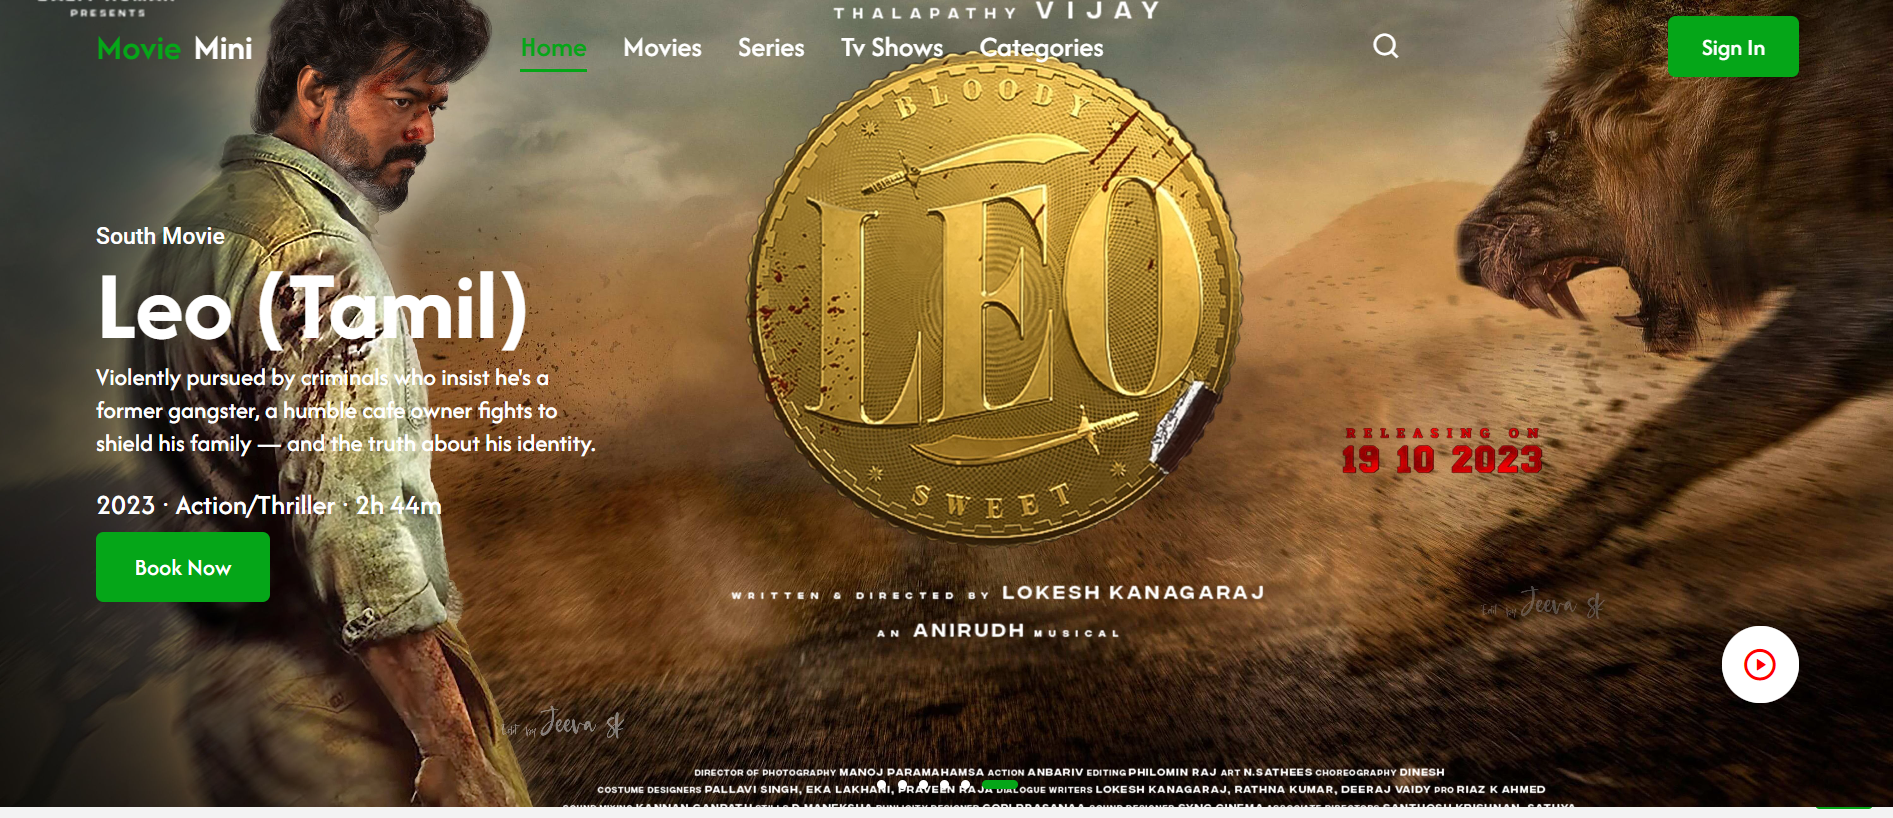 PRESENTS
THALAPATHY VIJAY
Movie Mini
Home
Movies
Series
Tv Shows
Categories
Sign In
BLOODY
LEO
SWEET
South Movie
Leo (Tamil)
Violently pursued by criminals who insist he's a
former gangster, a humble cafe owner fights to
shield his family — and the truth about his identity.
2023 · Action/Thriller · 2h 44m
Book Now
RELEASING ON
19 10 2023
WRITTEN & DIRECTED BY LOKESH KANAGARAJ
AN ANIRUDH MUSICAL
Edit by Jeeva sk
Edit by Jeeva sk
DIRECTOR OF PHOTOGRAPHY MANOJ PARAMAHAMSA ACTION ANBARIV EDITING PHILOMIN RAJ ART N.SATHEES CHOREOGRAPHY DINESH
COSTUME DESIGNERS PALLAVI SINGH, EKA LAKHANI, PRAVEEN RAJA DIALOGUE WRITERS LOKESH KANAGARAJ, RATHNA KUMAR, DEERAJ VAIDY PRO RIAZ K AHMED